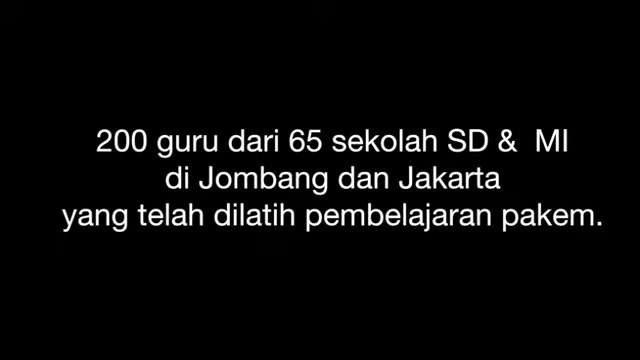 200 guru dari 65 sekolah SD & MI
di Jombang dan Jakarta
yang telah dilatih pembelajaran pakem.